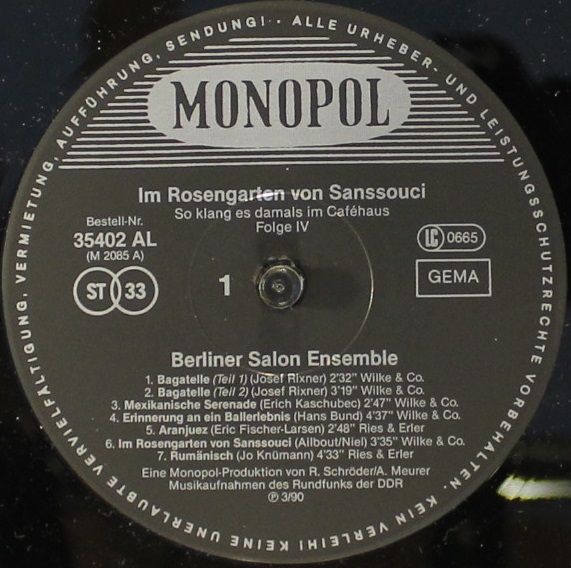 ALLE URHEBER- UND LEISTUNGSSCHUTZRECHTE VORBEHALTEN. KEIN VERLEIH! KEINE UNERLAUBTE VERVIELFÄLTIGUNG, VERMIETUNG, AUFFÜHRUNG, SENDUNG!
MONOPOL
Im Rosengarten von Sanssouci
So klang es damals im Caféhaus
Folge IV
Bestell-Nr.
35402 AL
(M 2085 A)
ST 33
1
LC 0665
GEMA
Berliner Salon Ensemble
1. Bagatelle (Teil 1) (Josef Rixner) 2'32" Wilke & Co.
2. Bagatelle (Teil 2) (Josef Rixner) 3'19" Wilke & Co.
3. Mexikanische Serenade (Erich Kaschubec) 2'47" Wilke & Co.
4. Erinnerung an ein Ballerlebnis (Hans Bund) 4'37" Wilke & Co.
5. Aranjuez (Eric Fischer-Larsen) 2'48" Ries & Erler
6. Im Rosengarten von Sanssouci (Allbout/Niel) 3'35" Wilke & Co.
7. Rumänisch (Jo Knümann) 4'33" Ries & Erler
Eine Monopol-Produktion von R. Schröder/A. Meurer
Musikaufnahmen des Rundfunks der DDR
℗ 3/90